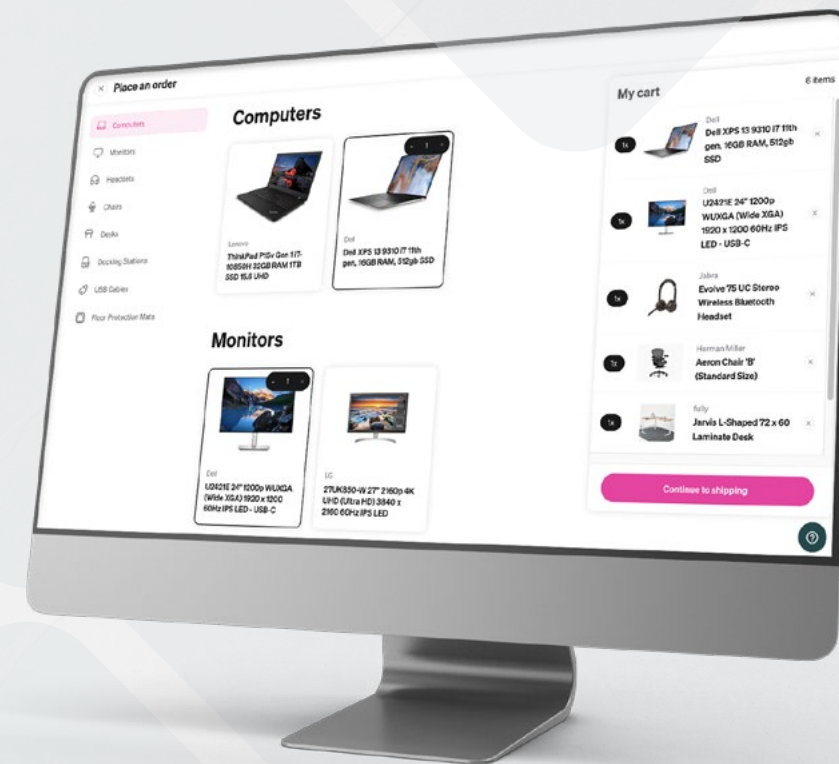 × Place an order
Computers
Monitors
Headsets
Chairs
Desks
Docking Stations
USB Cables
Floor Protection Mats
Computers
Lenovo
ThinkPad P15v Gen 1 i7-
10850H 32GB RAM 1TB
SSD 15.6 UHD
- 1 +
Dell
Dell XPS 13 9310 i7 11th
gen, 16GB RAM, 512gb SSD
Monitors
- 1 +
Dell
U2421E 24" 1200p WUXGA
(Wide XGA) 1920 x 1200
60Hz IPS LED - USB-C
LG
27UK850-W 27" 2160p 4K
UHD (Ultra HD) 3840 x
2160 60Hz IPS LED
My cart
6 items
1x
Dell
Dell XPS 13 9310 i7 11th
gen, 16GB RAM, 512gb
SSD
×
1x
Dell
U2421E 24" 1200p
WUXGA (Wide XGA)
1920 x 1200 60Hz IPS
LED - USB-C
×
1x
Jabra
Evolve 75 UC Stereo
Wireless Bluetooth
Headset
×
1x
Herman Miller
Aeron Chair 'B'
(Standard Size)
×
1x
fully
Jarvis L-Shaped 72 x 60
Laminate Desk
×
Continue to shipping
?